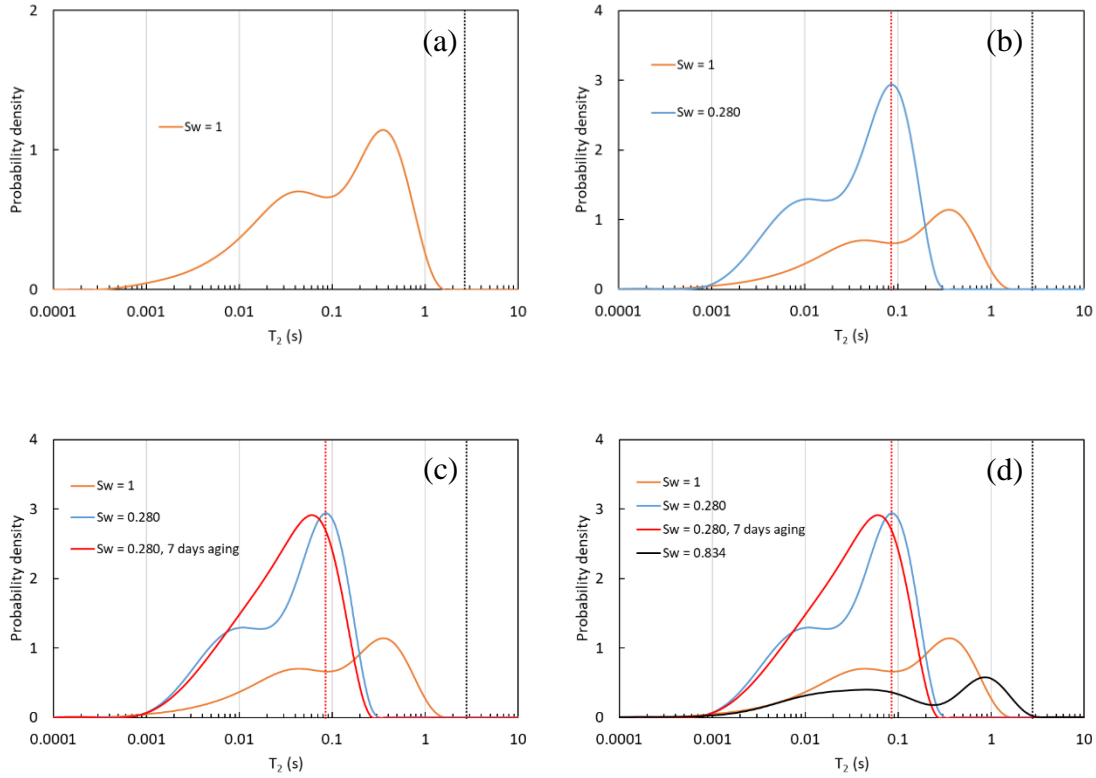 (a)
2
1
0
Probability density
Sw = 1
0.0001 0.001 0.01 0.1 1 10
T2 (s)
(b)
4
3
2
1
0
Probability density
Sw = 1
Sw = 0.280
0.0001 0.001 0.01 0.1 1 10
T2 (s)
(c)
4
3
2
1
0
Probability density
Sw = 1
Sw = 0.280
Sw = 0.280, 7 days aging
0.0001 0.001 0.01 0.1 1 10
T2 (s)
(d)
4
3
2
1
0
Probability density
Sw = 1
Sw = 0.280
Sw = 0.280, 7 days aging
Sw = 0.834
0.0001 0.001 0.01 0.1 1 10
T2 (s)